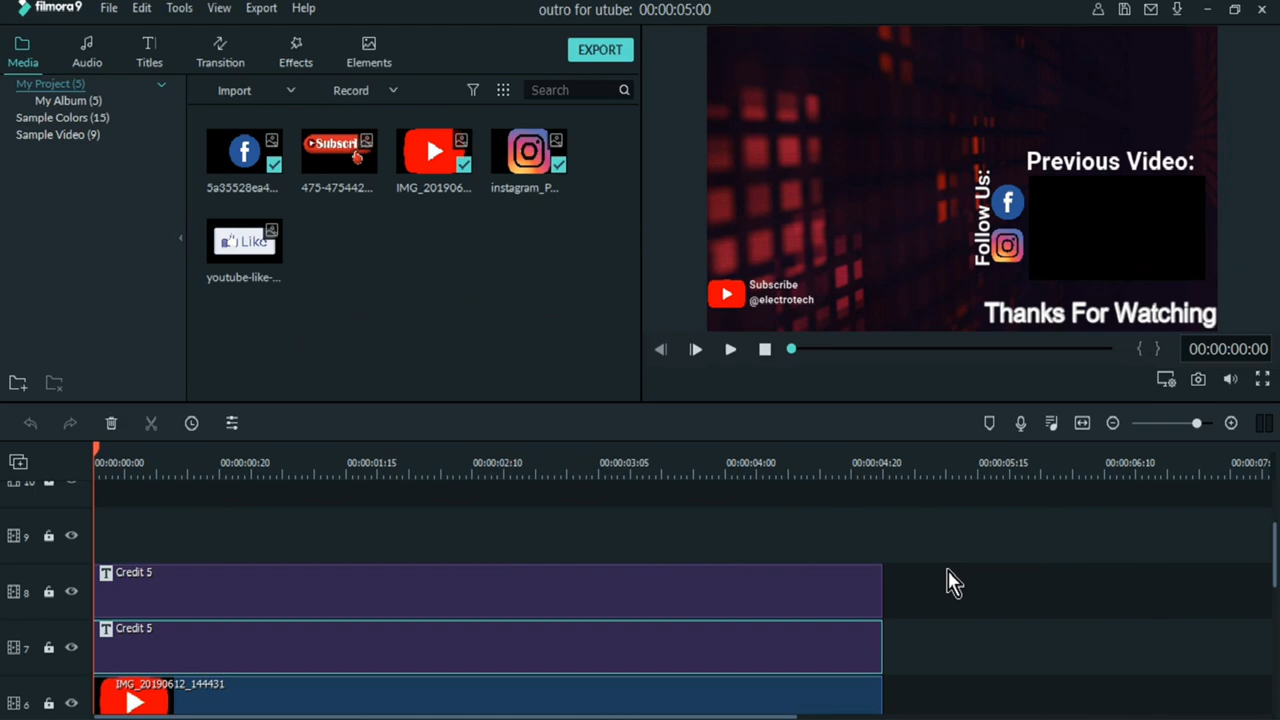 filmora9 File Edit Tools View Export Help outro for utube: 00:00:05:00
Media Audio Titles Transition Effects Elements EXPORT
My Project (5)
My Album (5)
Sample Colors (15)
Sample Video (9)
Import Record Search
Subscri
5a35528ea4... 475-475442... IMG_201906... instagram_P...
Like
youtube-like-...
Previous Video:
Follow Us:
f
Subscribe
@electrotech
Thanks For Watching
{ } 00:00:00:00
00:00:00:00 00:00:00:20 00:00:01:15 00:00:02:10 00:00:03:05 00:00:04:00 00:00:04:20 00:00:05:15 00:00:06:10 00:00:07:
10
9
8 T Credit 5
7 T Credit 5
6 IMG_20190612_144431